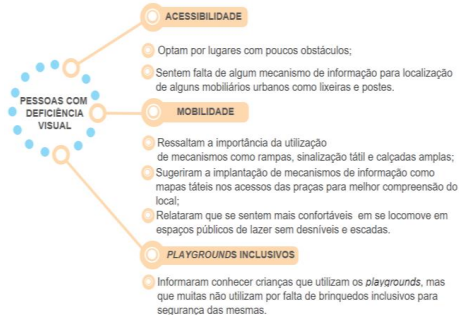 ACESSIBILIDADE
Optam por lugares com poucos obstáculos;
Sentem falta de algum mecanismo de informação para localização
de alguns mobiliários urbanos como lixeiras e postes.
PESSOAS COM
DEFICIÊNCIA
VISUAL
MOBILIDADE
Ressaltam a importância da utilização
de mecanismos como rampas, sinalização tátil e calçadas amplas;
Sugeriram a implantação de mecanismos de informação como
mapas táteis nos acessos das praças para melhor compreensão do
local;
Relataram que se sentem mais confortáveis em se locomove em
espaços públicos de lazer sem desníveis e escadas.
PLAYGROUNDS INCLUSIVOS
Informaram conhecer crianças que utilizam os playgrounds, mas
que muitas não utilizam por falta de brinquedos inclusivos para
segurança das mesmas.